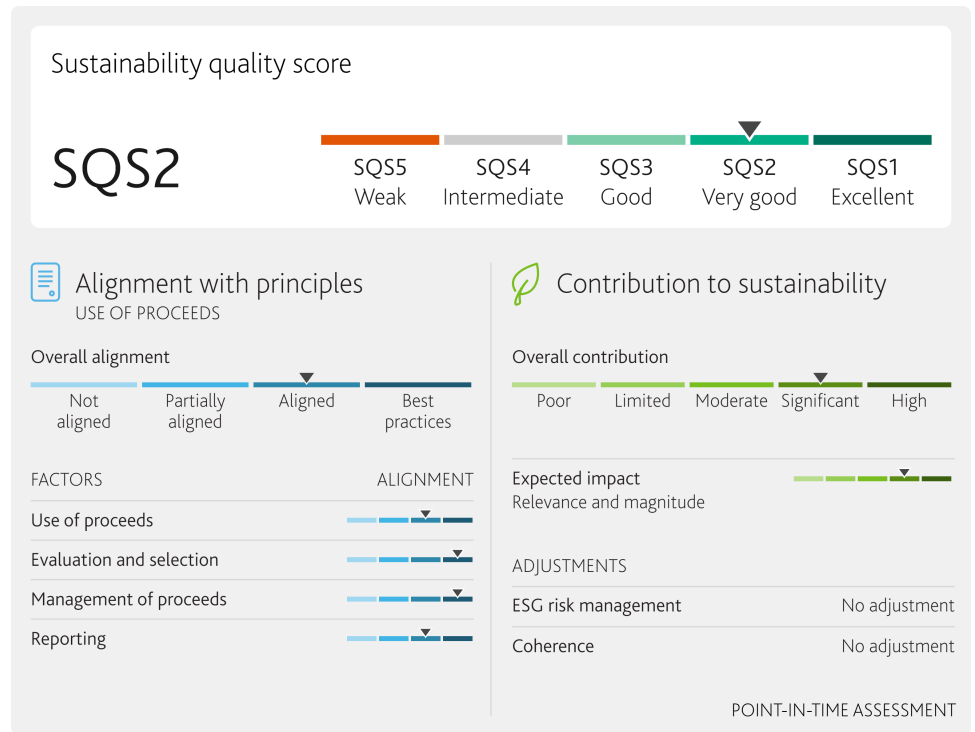 Sustainability quality score
SQS2
SQS5 SQS4 SQS3 SQS2 SQS1
Weak Intermediate Good Very good Excellent
Alignment with principles
USE OF PROCEEDS
Overall alignment
Not aligned
Partially aligned
Aligned
Best practices
FACTORS ALIGNMENT
Use of proceeds
Evaluation and selection
Management of proceeds
Reporting
Contribution to sustainability
Overall contribution
Poor Limited Moderate Significant High
Expected impact
Relevance and magnitude
ADJUSTMENTS
ESG risk management No adjustment
Coherence No adjustment
POINT-IN-TIME ASSESSMENT